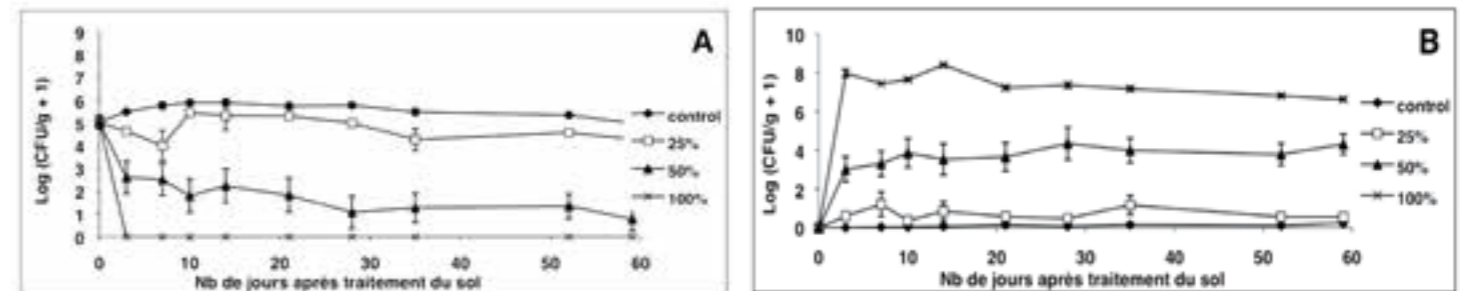 A
9
8
7
6
5
4
3
2
1
0
Log (CFU/g + 1)
0 10 20 30 40 50 60
Nb de jours après traitement du sol
control
25%
50%
100%
B
10
8
6
4
2
0
Log (CFU/g + 1)
0 10 20 30 40 50 60
Nb de jours après traitement du sol
control
25%
50%
100%